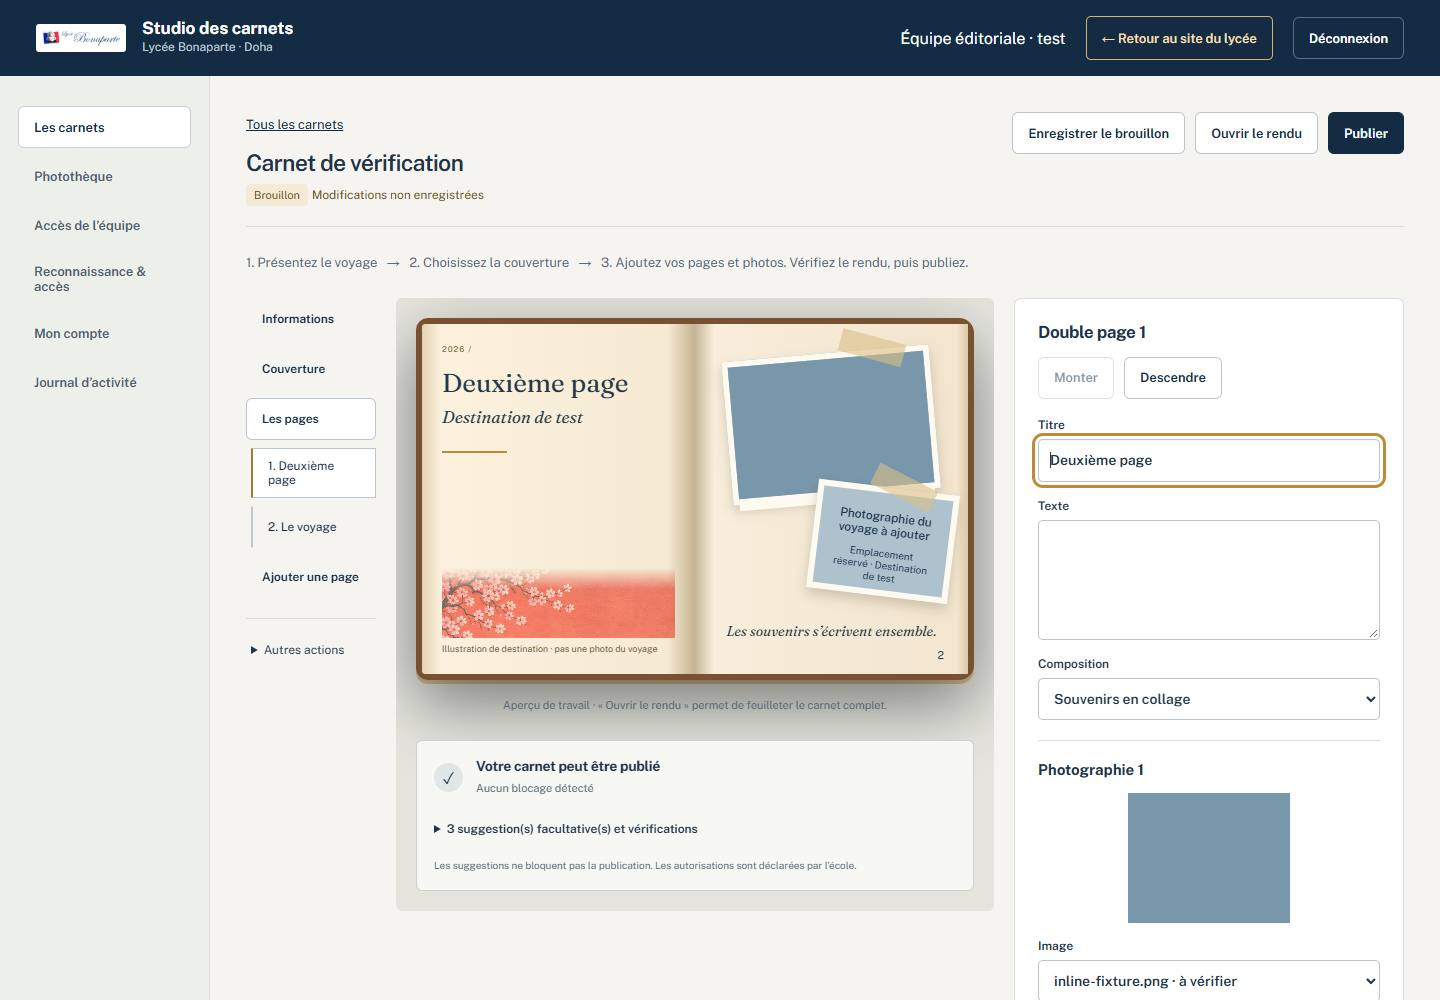 Lycée Bonaparte
Studio des carnets
Lycée Bonaparte · Doha
Équipe éditoriale · test
← Retour au site du lycée
Déconnexion
Les carnets
Photothèque
Accès de l'équipe
Reconnaissance &
accès
Mon compte
Journal d'activité
Tous les carnets
Carnet de vérification
Brouillon Modifications non enregistrées
Enregistrer le brouillon
Ouvrir le rendu
Publier
1. Présentez le voyage → 2. Choisissez la couverture → 3. Ajoutez vos pages et photos. Vérifiez le rendu, puis publiez.
Informations
Couverture
Les pages
1. Deuxième
page
2. Le voyage
Ajouter une page
▶ Autres actions
2026 /
Deuxième page
Destination de test
Illustration de destination · pas une photo du voyage
Photographie du
voyage à ajouter
Emplacement
réservé · Destination
de test
Les souvenirs s'écrivent ensemble.
2
Aperçu de travail · « Ouvrir le rendu » permet de feuilleter le carnet complet.
✓ Votre carnet peut être publié
Aucun blocage détecté
▶ 3 suggestion(s) facultative(s) et vérifications
Les suggestions ne bloquent pas la publication. Les autorisations sont déclarées par l'école.
Double page 1
Monter
Descendre
Titre
Deuxième page
Texte
Composition
Souvenirs en collage
Photographie 1
Image
inline-fixture.png · à vérifier